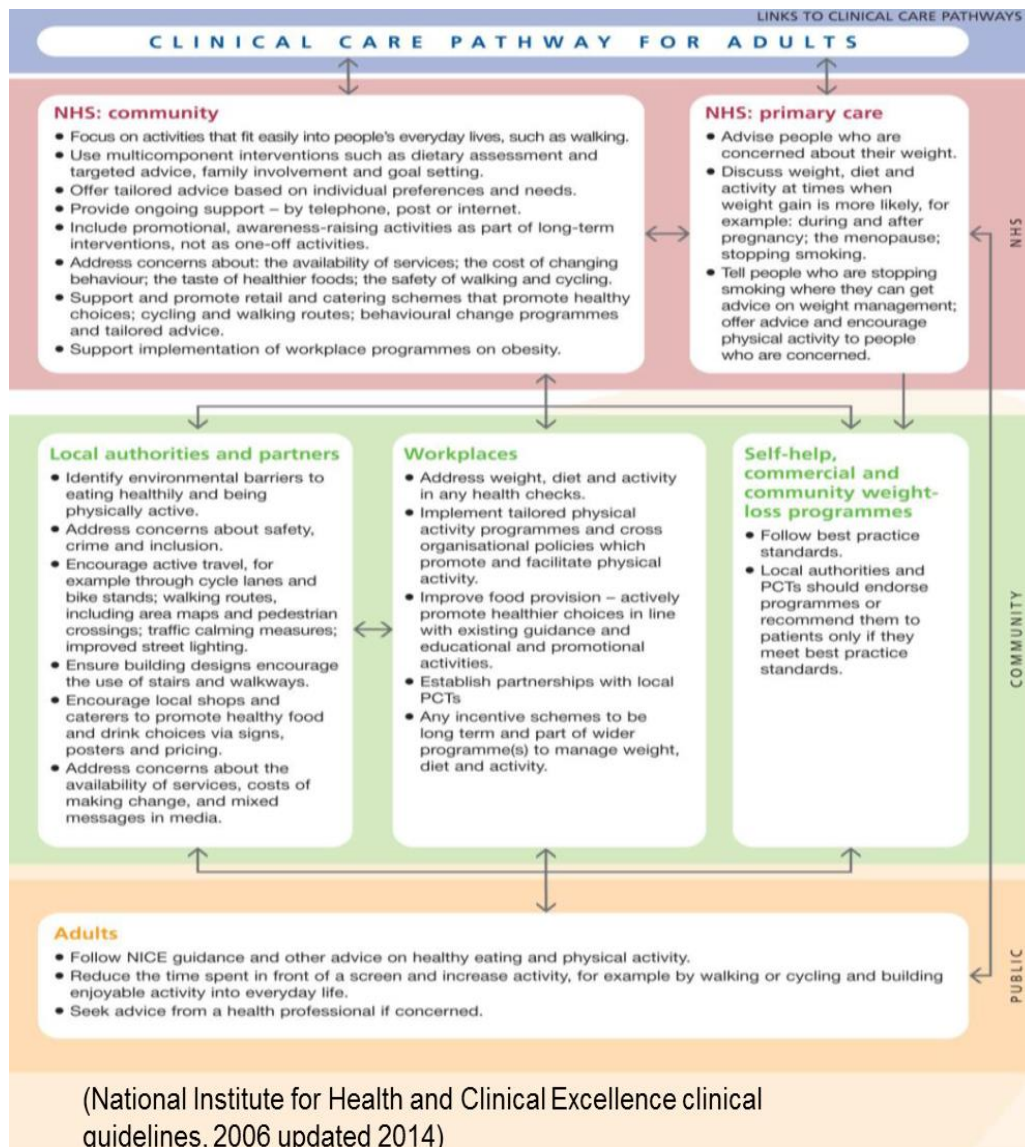 LINKS TO CLINICAL CARE PATHWAYS
CLINICAL CARE PATHWAY FOR ADULTS
NHS: community
• Focus on activities that fit easily into people's everyday lives, such as walking.
• Use multicomponent interventions such as dietary assessment and
targeted advice, family involvement and goal setting.
• Offer tailored advice based on individual preferences and needs.
• Provide ongoing support – by telephone, post or internet.
• Include promotional, awareness-raising activities as part of long-term
interventions, not as one-off activities.
• Address concerns about: the availability of services; the cost of changing
behaviour; the taste of healthier foods; the safety of walking and cycling.
• Support and promote retail and catering schemes that promote healthy
choices; cycling and walking routes; behavioural change programmes
and tailored advice.
• Support implementation of workplace programmes on obesity.
NHS: primary care
• Advise people who are
concerned about their weight.
• Discuss weight, diet and
activity at times when
weight gain is more likely, for
example: during and after
pregnancy; the menopause;
stopping smoking.
• Tell people who are stopping
smoking where they can get
advice on weight management;
offer advice and encourage
physical activity to people
who are concerned.
NHS
Local authorities and partners
• Identify environmental barriers to
eating healthily and being
physically active.
• Address concerns about safety,
crime and inclusion.
• Encourage active travel, for
example through cycle lanes and
bike stands; walking routes,
including area maps and pedestrian
crossings; traffic calming measures;
improved street lighting.
• Ensure building designs encourage
the use of stairs and walkways.
• Encourage local shops and
caterers to promote healthy food
and drink choices via signs,
posters and pricing.
• Address concerns about the
availability of services, costs of
making change, and mixed
messages in media.
Workplaces
• Address weight, diet and activity
in any health checks.
• Implement tailored physical
activity programmes and cross
organisational policies which
promote and facilitate physical
activity.
• Improve food provision – actively
promote healthier choices in line
with existing guidance and
educational and promotional
activities.
• Establish partnerships with local
PCTs
• Any incentive schemes to be
long term and part of wider
programme(s) to manage weight,
diet and activity.
Self-help,
commercial and
community weight-
loss programmes
• Follow best practice
standards.
• Local authorities and
PCTs should endorse
programmes or
recommend them to
patients only if they
meet best practice
standards.
COMMUNITY
Adults
• Follow NICE guidance and other advice on healthy eating and physical activity.
• Reduce the time spent in front of a screen and increase activity, for example by walking or cycling and building
enjoyable activity into everyday life.
• Seek advice from a health professional if concerned.
PUBLIC
(National Institute for Health and Clinical Excellence clinical
guidelines, 2006 updated 2014)